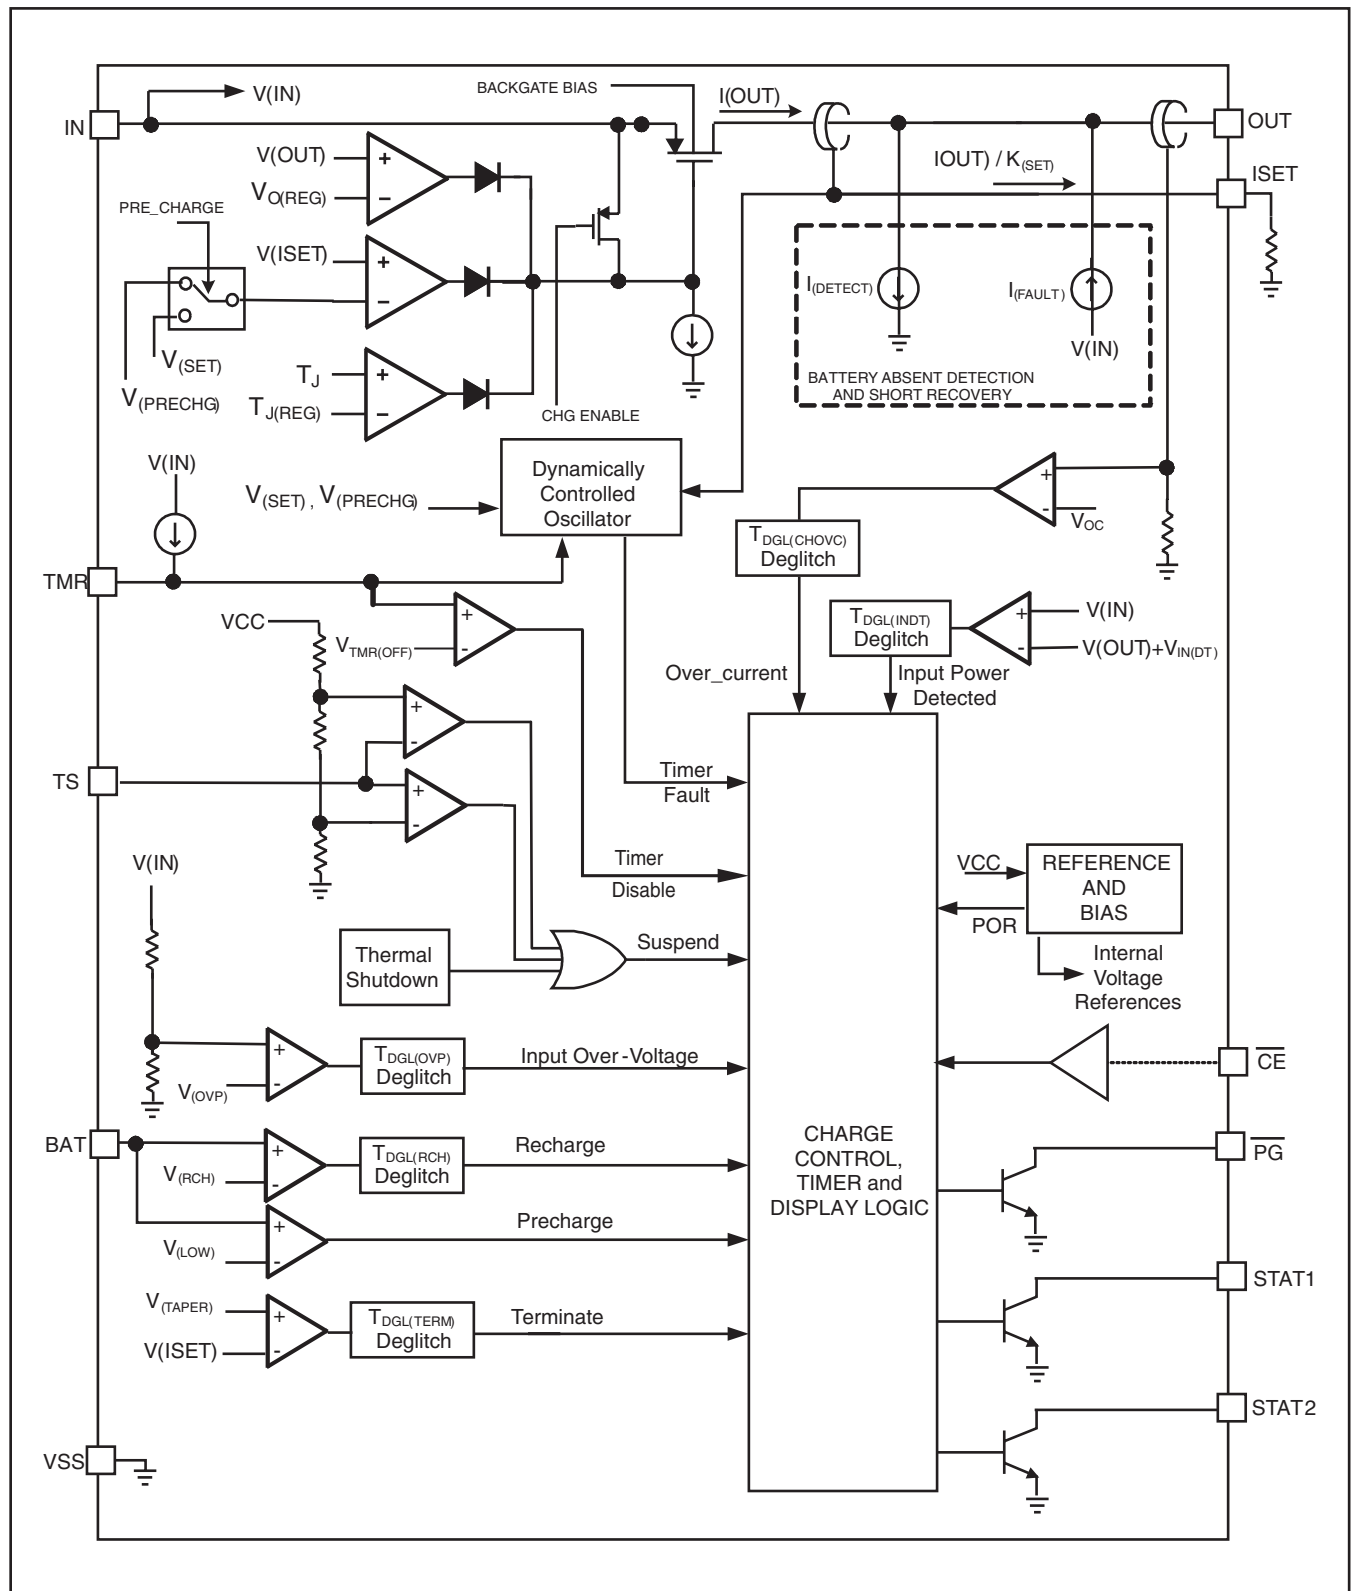 V(IN)
BACKGATE BIAS
I(OUT)
IN
OUT
V(OUT)
VO(REG)
IOUT) / K(SET)
ISET
PRE_CHARGE
V(ISET)
I(DETECT)
I(FAULT)
V(IN)
V(SET)
V(PRECHG)
TJ
TJ(REG)
CHG ENABLE
BATTERY ABSENT DETECTION
AND SHORT RECOVERY
V(IN)
V(SET) , V(PRECHG)
Dynamically
Controlled
Oscillator
VOC
TDGL(CHOVC)
Deglitch
TMR
VCC
VTMR(OFF)
TDGL(INDT)
Deglitch
V(IN)
V(OUT)+VIN(DT)
Over_current
Input Power
Detected
TS
Timer
Fault
V(IN)
Timer
Disable
VCC
REFERENCE
AND
BIAS
POR
Thermal
Shutdown
Suspend
Internal
Voltage
References
TDGL(OVP)
Deglitch
Input Over-Voltage
V(OVP)
CE
BAT
V(RCH)
TDGL(RCH)
Deglitch
Recharge
CHARGE
CONTROL,
TIMER and
DISPLAY LOGIC
PG
V(LOW)
Precharge
STAT1
V(TAPER)
V(ISET)
TDGL(TERM)
Deglitch
Terminate
STAT2
VSS